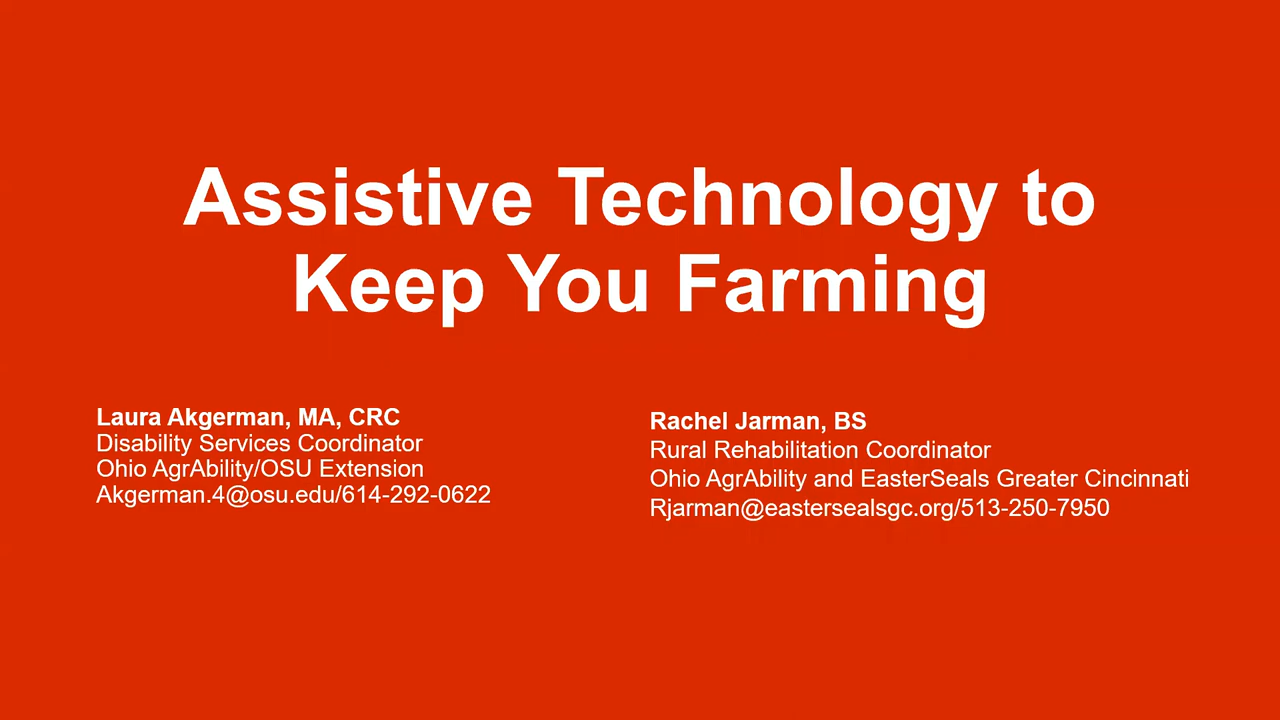 Assistive Technology to
Keep You Farming
Laura Akgerman, MA, CRC
Disability Services Coordinator
Ohio AgrAbility/OSU Extension
Akgerman.4@osu.edu/614-292-0622
Rachel Jarman, BS
Rural Rehabilitation Coordinator
Ohio AgrAbility and EasterSeals Greater Cincinnati
Rjarman@eastersealsgc.org/513-250-7950